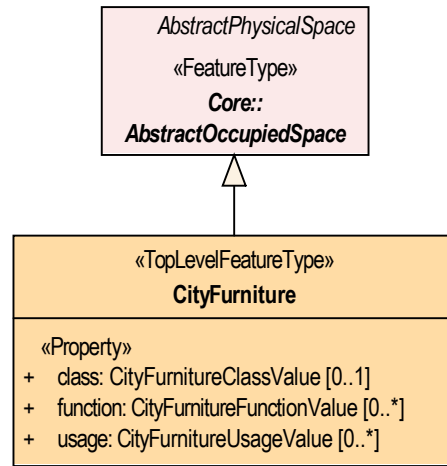 AbstractPhysicalSpace
«FeatureType»
Core::
AbstractOccupiedSpace
«TopLevelFeatureType»
CityFurniture
«Property»
+ class: CityFurnitureClassValue [0..1]
+ function: CityFurnitureFunctionValue [0..*]
+ usage: CityFurnitureUsageValue [0..*]